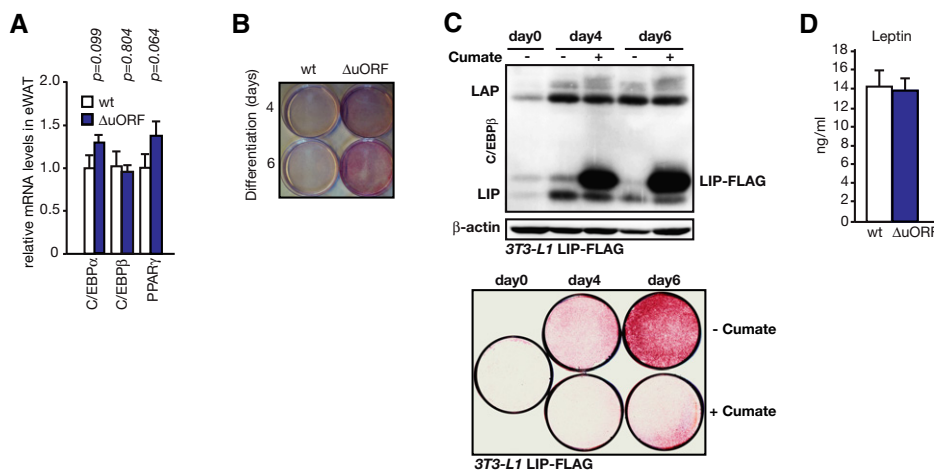 A
p=0.099
p=0.804
p=0.064
relative mRNA levels in eWAT
2.0
1.5
1.0
0.5
0
wt
ΔuORF
C/EBPα
C/EBPβ
PPARγ
B
wt ΔuORF
Differentiation (days)
4
6
C
day0 day4 day6
Cumate - - + - +
LAP
C/EBPβ
LIP
LIP-FLAG
β-actin
3T3-L1 LIP-FLAG
day0 day4 day6
- Cumate
+ Cumate
3T3-L1 LIP-FLAG
D
Leptin
ng/ml
18
16
14
12
10
8
6
4
2
0
wt ΔuORF